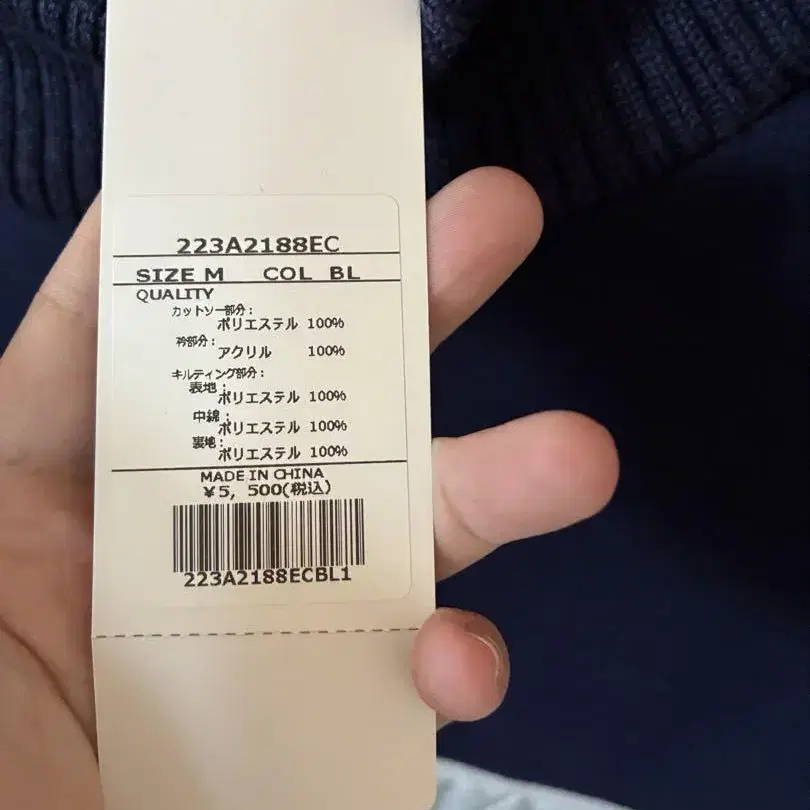 223A2188EC
SIZE M COL BL
QUALITY
カットソー部分:
ポリエステル 100%
衿部分:
アクリル 100%
キルティング部分:
表地:
ポリエステル 100%
中綿:
ポリエステル 100%
裏地:
ポリエステル 100%
MADE IN CHINA
¥5, 500(税込)
223A2188ECBL1